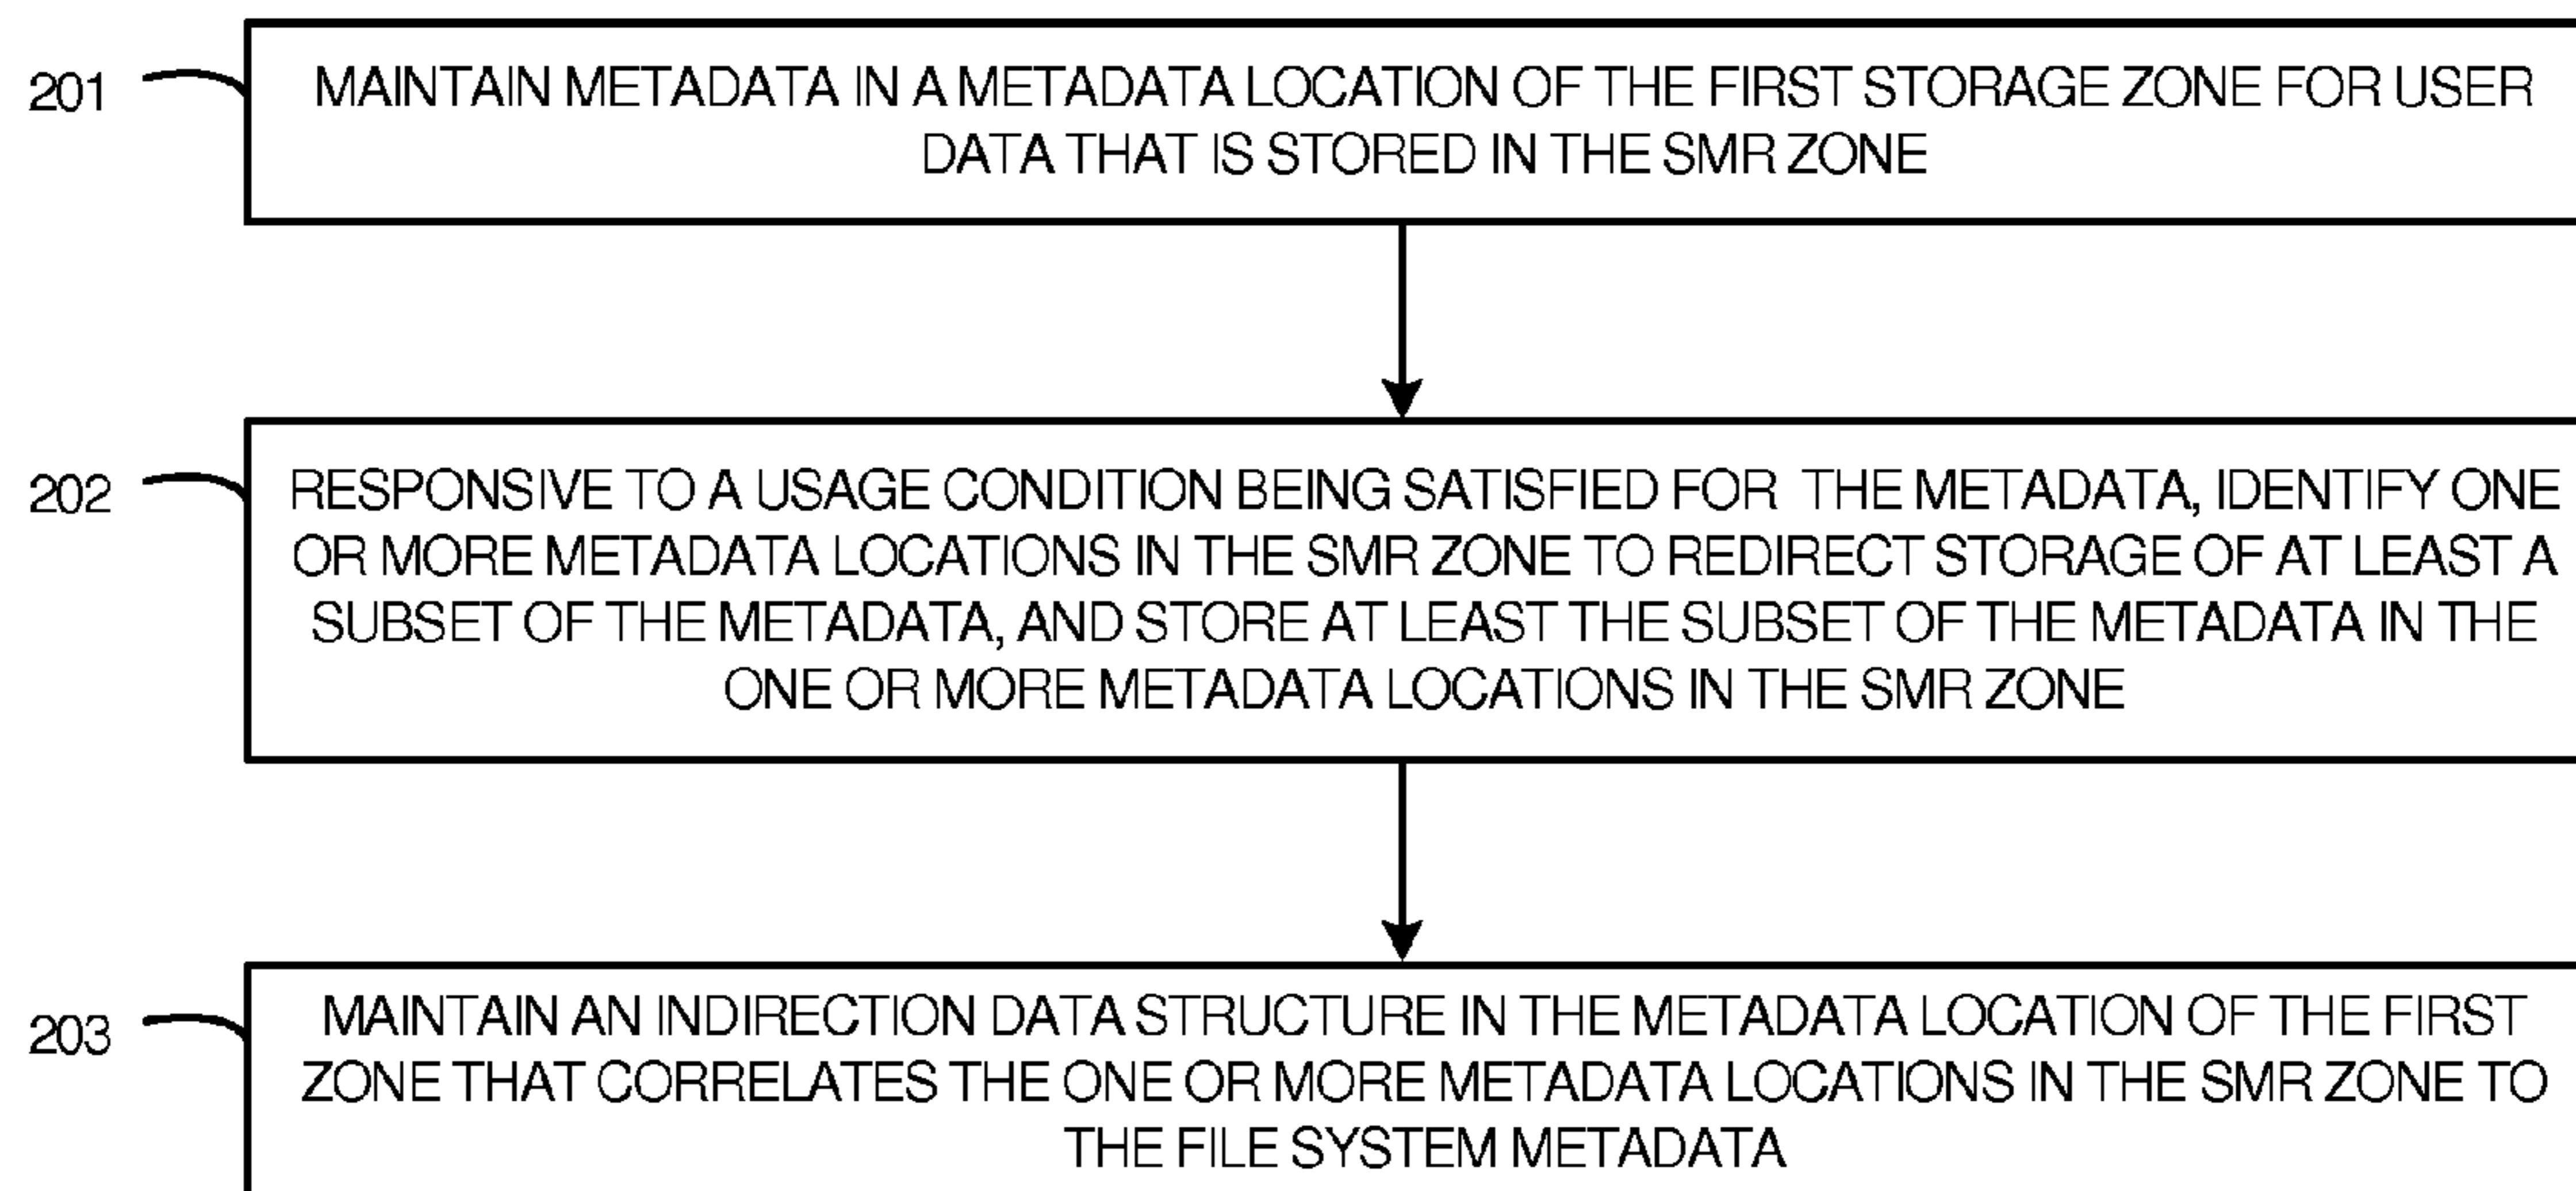 201
MAINTAIN METADATA IN A METADATA LOCATION OF THE FIRST STORAGE ZONE FOR USER
DATA THAT IS STORED IN THE SMR ZONE
202
RESPONSIVE TO A USAGE CONDITION BEING SATISFIED FOR THE METADATA, IDENTIFY ONE
OR MORE METADATA LOCATIONS IN THE SMR ZONE TO REDIRECT STORAGE OF AT LEAST A
SUBSET OF THE METADATA, AND STORE AT LEAST THE SUBSET OF THE METADATA IN THE
ONE OR MORE METADATA LOCATIONS IN THE SMR ZONE
203
MAINTAIN AN INDIRECTION DATA STRUCTURE IN THE METADATA LOCATION OF THE FIRST
ZONE THAT CORRELATES THE ONE OR MORE METADATA LOCATIONS IN THE SMR ZONE TO
THE FILE SYSTEM METADATA